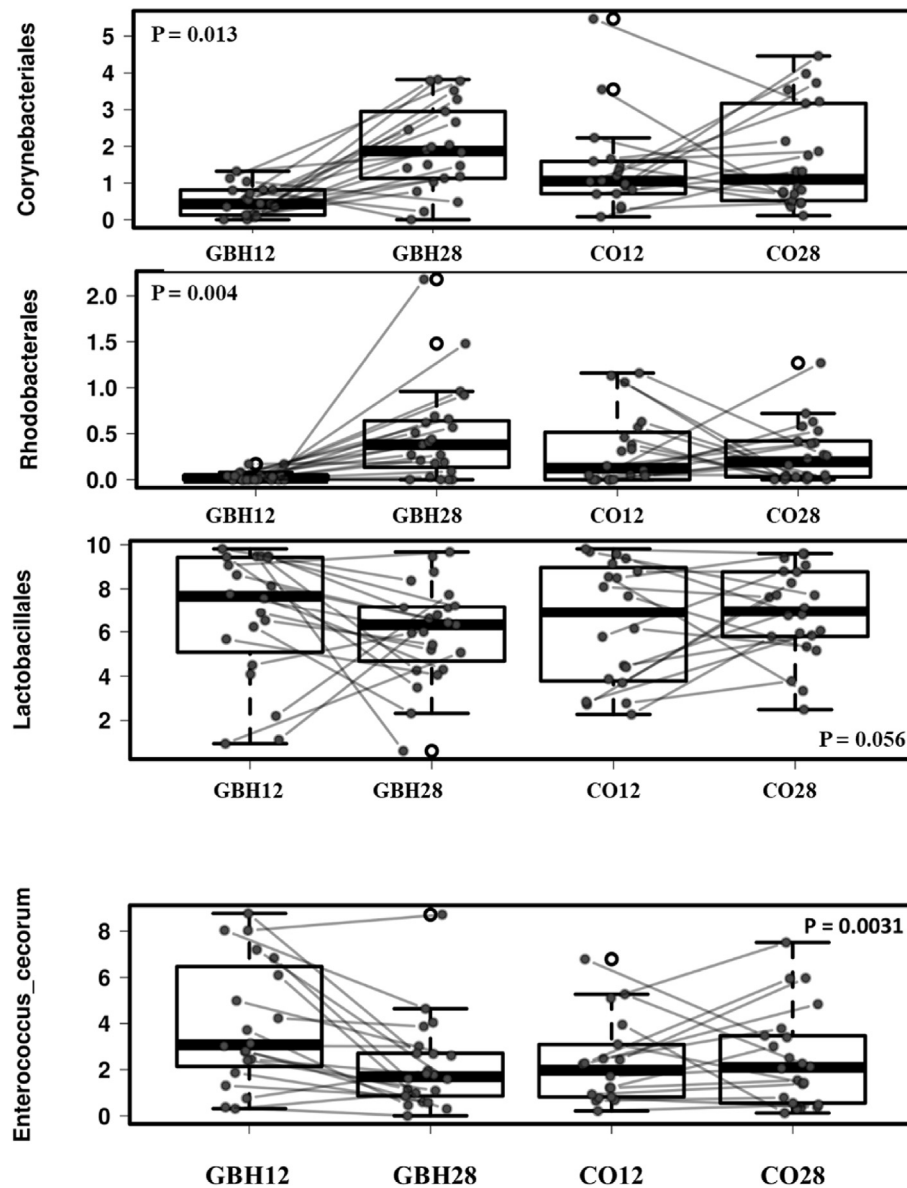 Corynebacteriales
P = 0.013
5
4
3
2
1
0
GBH12 GBH28 CO12 CO28
Rhodobacterales
P = 0.004
2.0
1.5
1.0
0.5
0.0
GBH12 GBH28 CO12 CO28
Lactobacillales
10
8
6
4
2
P = 0.056
GBH12 GBH28 CO12 CO28
Enterococcus_cecorum
P = 0.0031
8
6
4
2
0
GBH12 GBH28 CO12 CO28